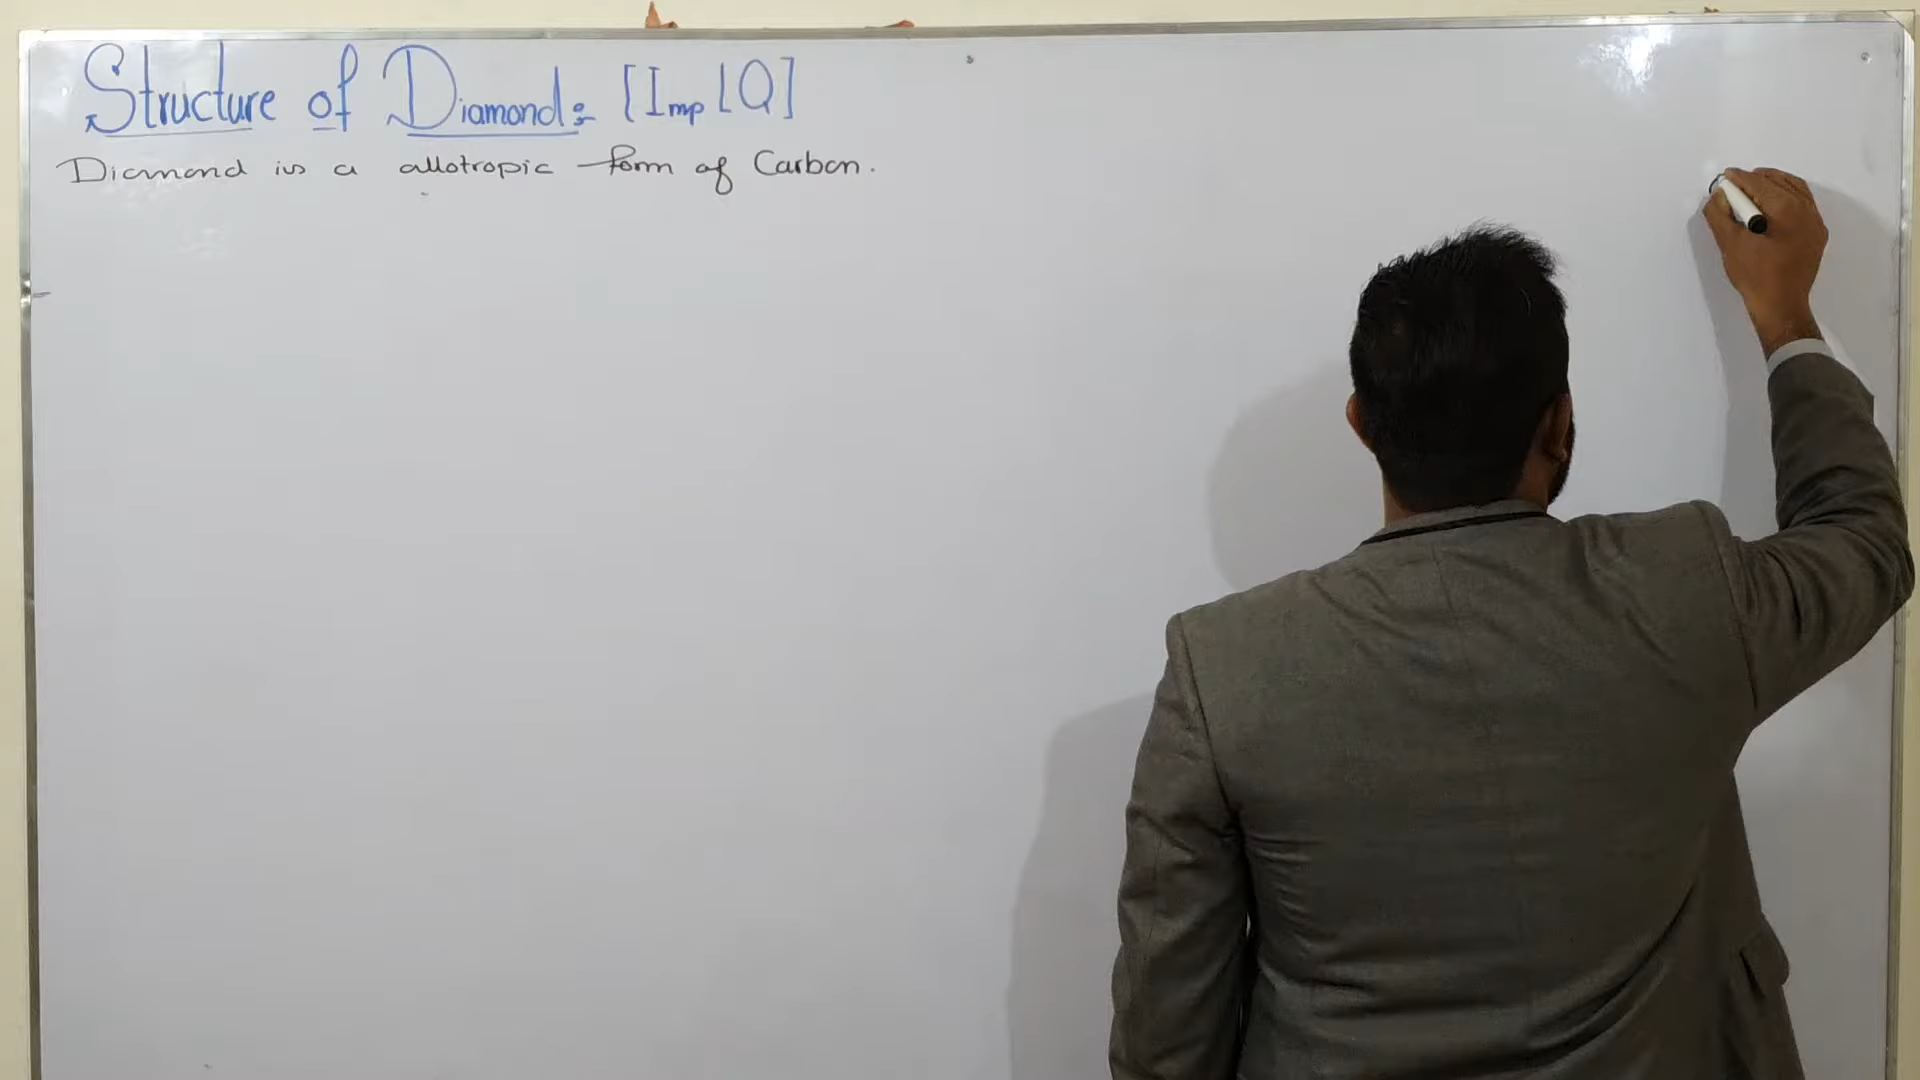 Structure of Diamond:- [Imp LQ]
Diamond is a allotropic form of Carbon.